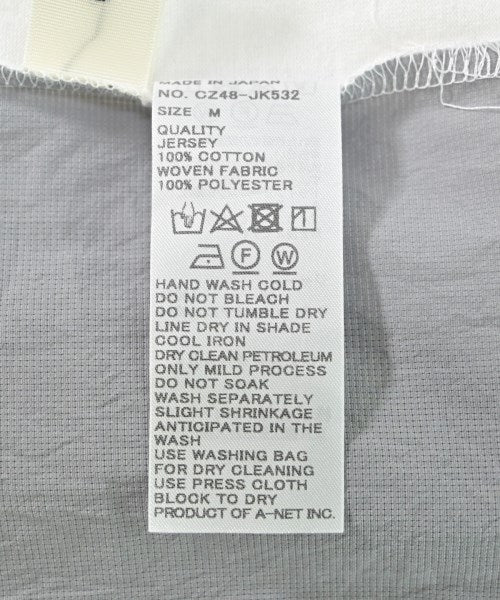 MADE IN JAPAN
NO. CZ48-JK532
SIZE M
QUALITY
JERSEY
100% COTTON
WOVEN FABRIC
100% POLYESTER
F W
HAND WASH COLD
DO NOT BLEACH
DO NOT TUMBLE DRY
LINE DRY IN SHADE
COOL IRON
DRY CLEAN PETROLEUM
ONLY MILD PROCESS
DO NOT SOAK
WASH SEPARATELY
SLIGHT SHRINKAGE
ANTICIPATED IN THE
WASH
USE WASHING BAG
FOR DRY CLEANING
USE PRESS CLOTH
BLOCK TO DRY
PRODUCT OF A-NET INC.